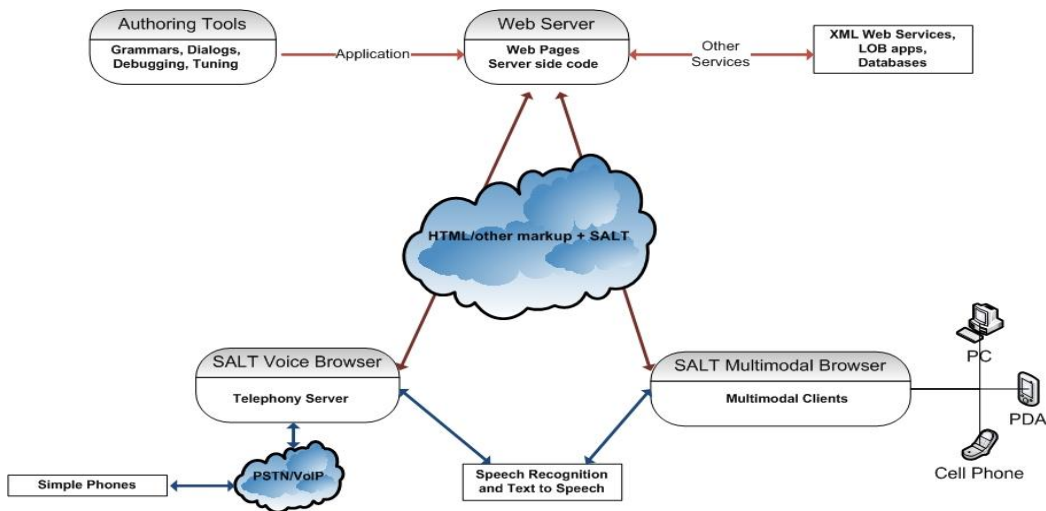 Authoring Tools
Grammars, Dialogs,
Debugging, Tuning
Application
Web Server
Web Pages
Server side code
Other
Services
XML Web Services,
LOB apps,
Databases
HTML/other markup + SALT
SALT Voice Browser
Telephony Server
SALT Multimodal Browser
Multimodal Clients
PC
PDA
Cell Phone
PSTN/VoIP
Simple Phones
Speech Recognition
and Text to Speech